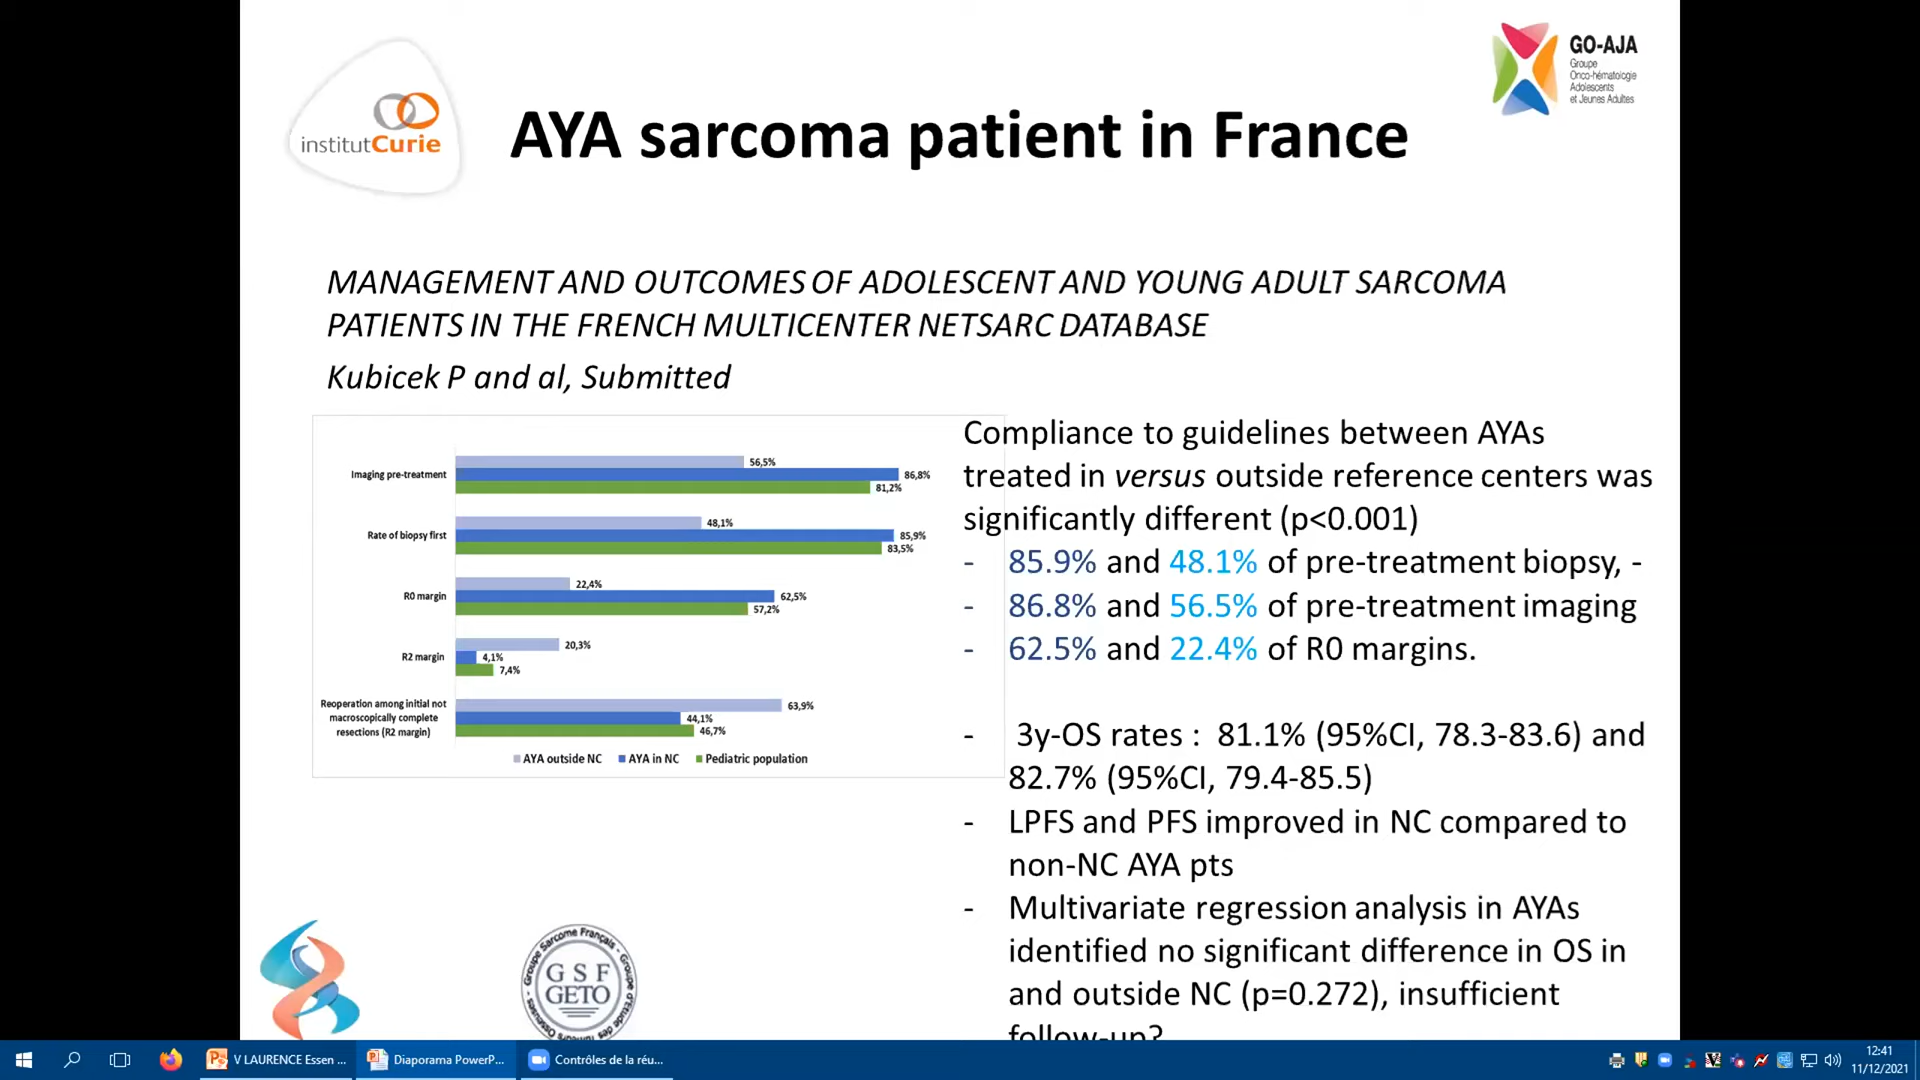 institutCurie
GO-AJA
Groupe
Onco-hématologie
Adolescents
et Jeunes Adultes
AYA sarcoma patient in France
MANAGEMENT AND OUTCOMES OF ADOLESCENT AND YOUNG ADULT SARCOMA
PATIENTS IN THE FRENCH MULTICENTER NETSARC DATABASE
Kubicek P and al, Submitted
Imaging pre-treatment
56,5%
86,8%
81,2%
Rate of biopsy first
48,1%
85,9%
83,5%
R0 margin
22,4%
62,5%
57,2%
R2 margin
20,3%
4,1%
7,4%
Reoperation among initial not
macroscopically complete
resections (R2 margin)
63,9%
44,1%
46,7%
AYA outside NC AYA in NC Pediatric population
Compliance to guidelines between AYAs
treated in versus outside reference centers was
significantly different (p<0.001)
- 85.9% and 48.1% of pre-treatment biopsy, -
- 86.8% and 56.5% of pre-treatment imaging
- 62.5% and 22.4% of R0 margins.
- 3y-OS rates : 81.1% (95%CI, 78.3-83.6) and
82.7% (95%CI, 79.4-85.5)
- LPFS and PFS improved in NC compared to
non-NC AYA pts
- Multivariate regression analysis in AYAs
identified no significant difference in OS in
and outside NC (p=0.272), insufficient
follow-up?
Groupe Sarcome Français - Groupe d'Etude des Tumeurs Osseuses
GSF
GETO
V LAURENCE Essen ...
Diaporama PowerP...
Contrôles de la réu...
12:41
11/12/2021